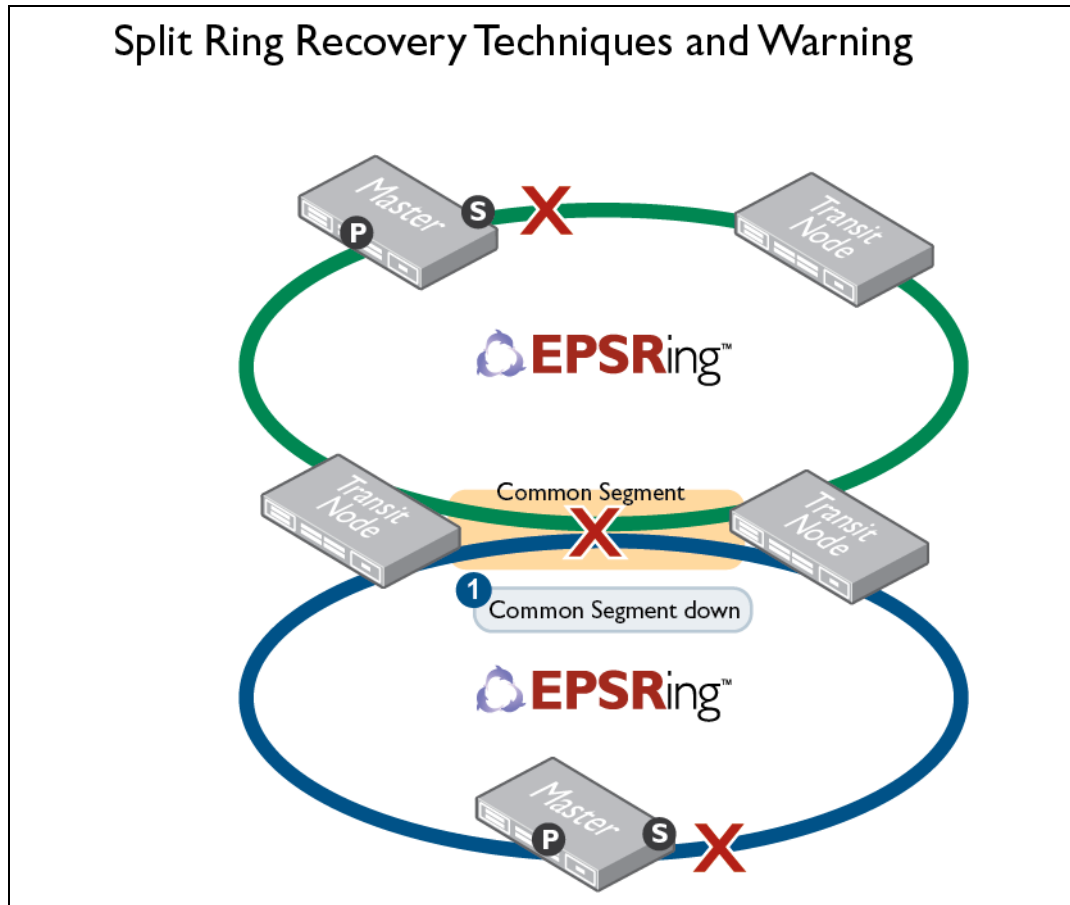 Split Ring Recovery Techniques and Warning
Master
S
P
Transit
Node
EPSRing™
Common Segment
Transit
Node
Transit
Node
1
Common Segment down
EPSRing™
Master
P
S